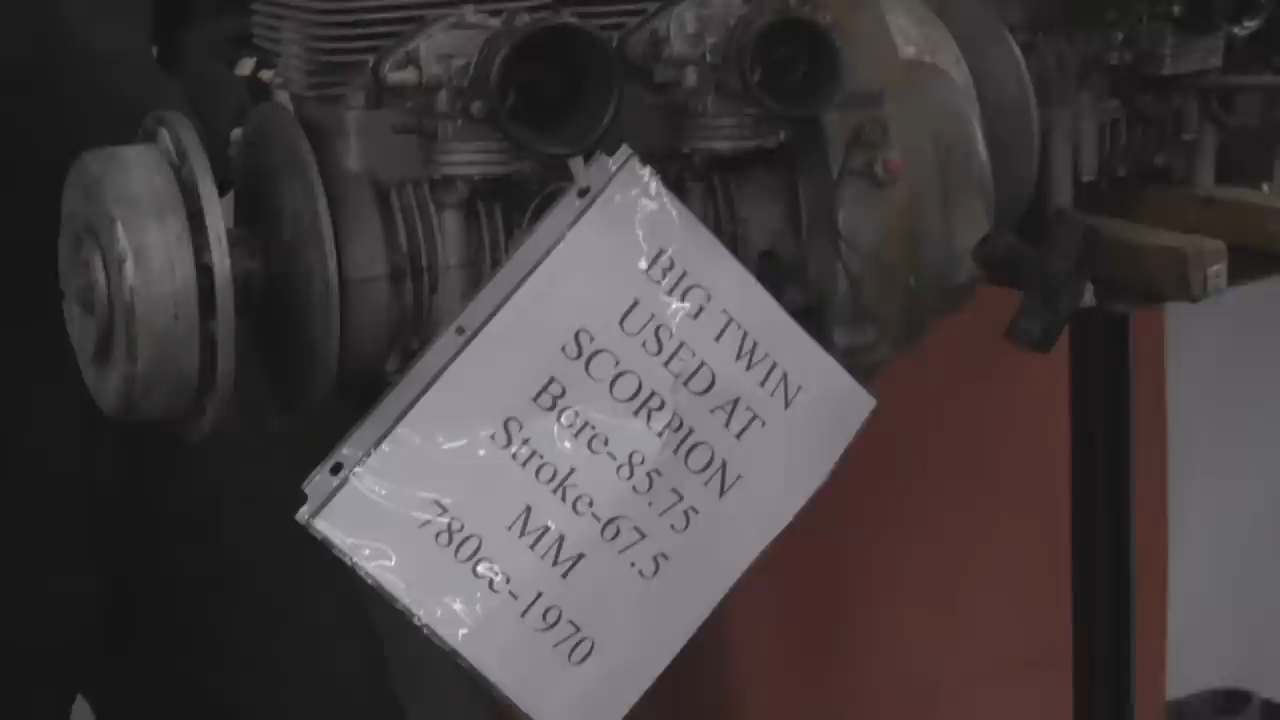 BIG TWIN
USED AT
SCORPION
Bore-85.75
Stroke-67.5
MM
780cc-1970